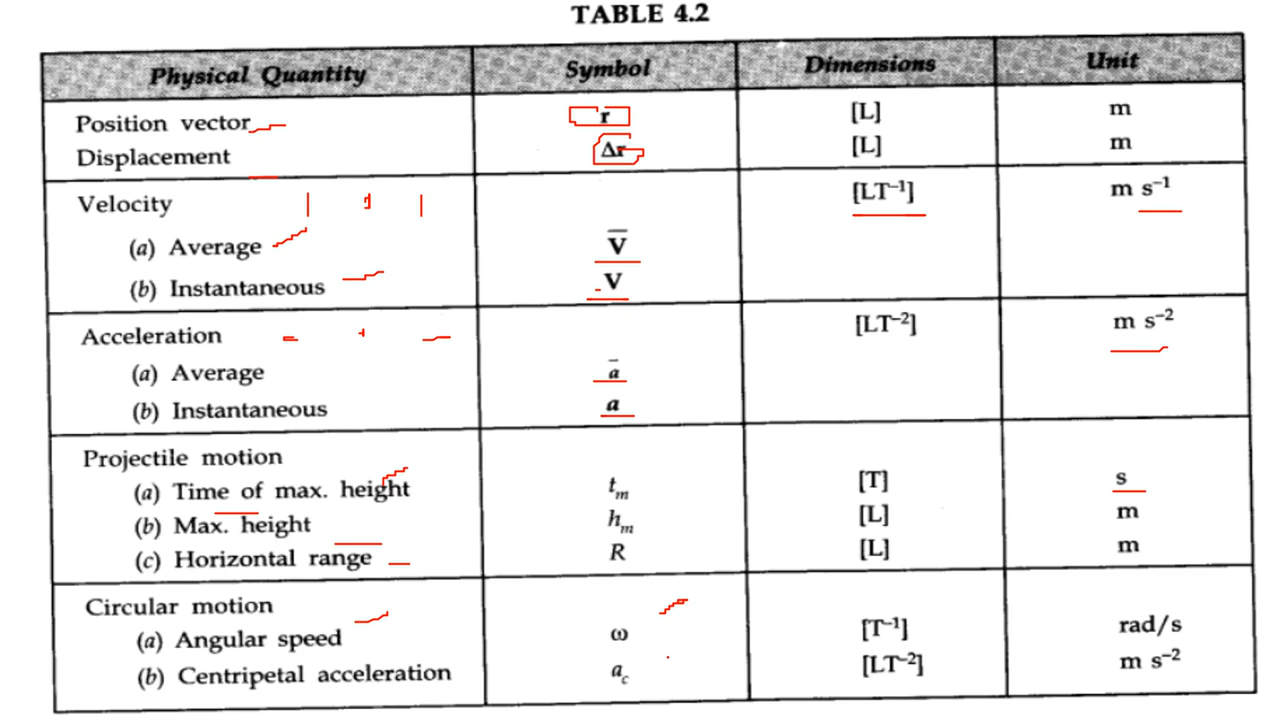 TABLE 4.2
Physical Quantity Symbol Dimensions Unit
Position vector r [L] m
Displacement Δr [L] m
Velocity [LT⁻¹] m s⁻¹
(a) Average V̅
(b) Instantaneous V
Acceleration [LT⁻²] m s⁻²
(a) Average a̅
(b) Instantaneous a
Projectile motion
(a) Time of max. height tₘ [T] s
(b) Max. height hₘ [L] m
(c) Horizontal range R [L] m
Circular motion
(a) Angular speed ω [T⁻¹] rad/s
(b) Centripetal acceleration a_c [LT⁻²] m s⁻²